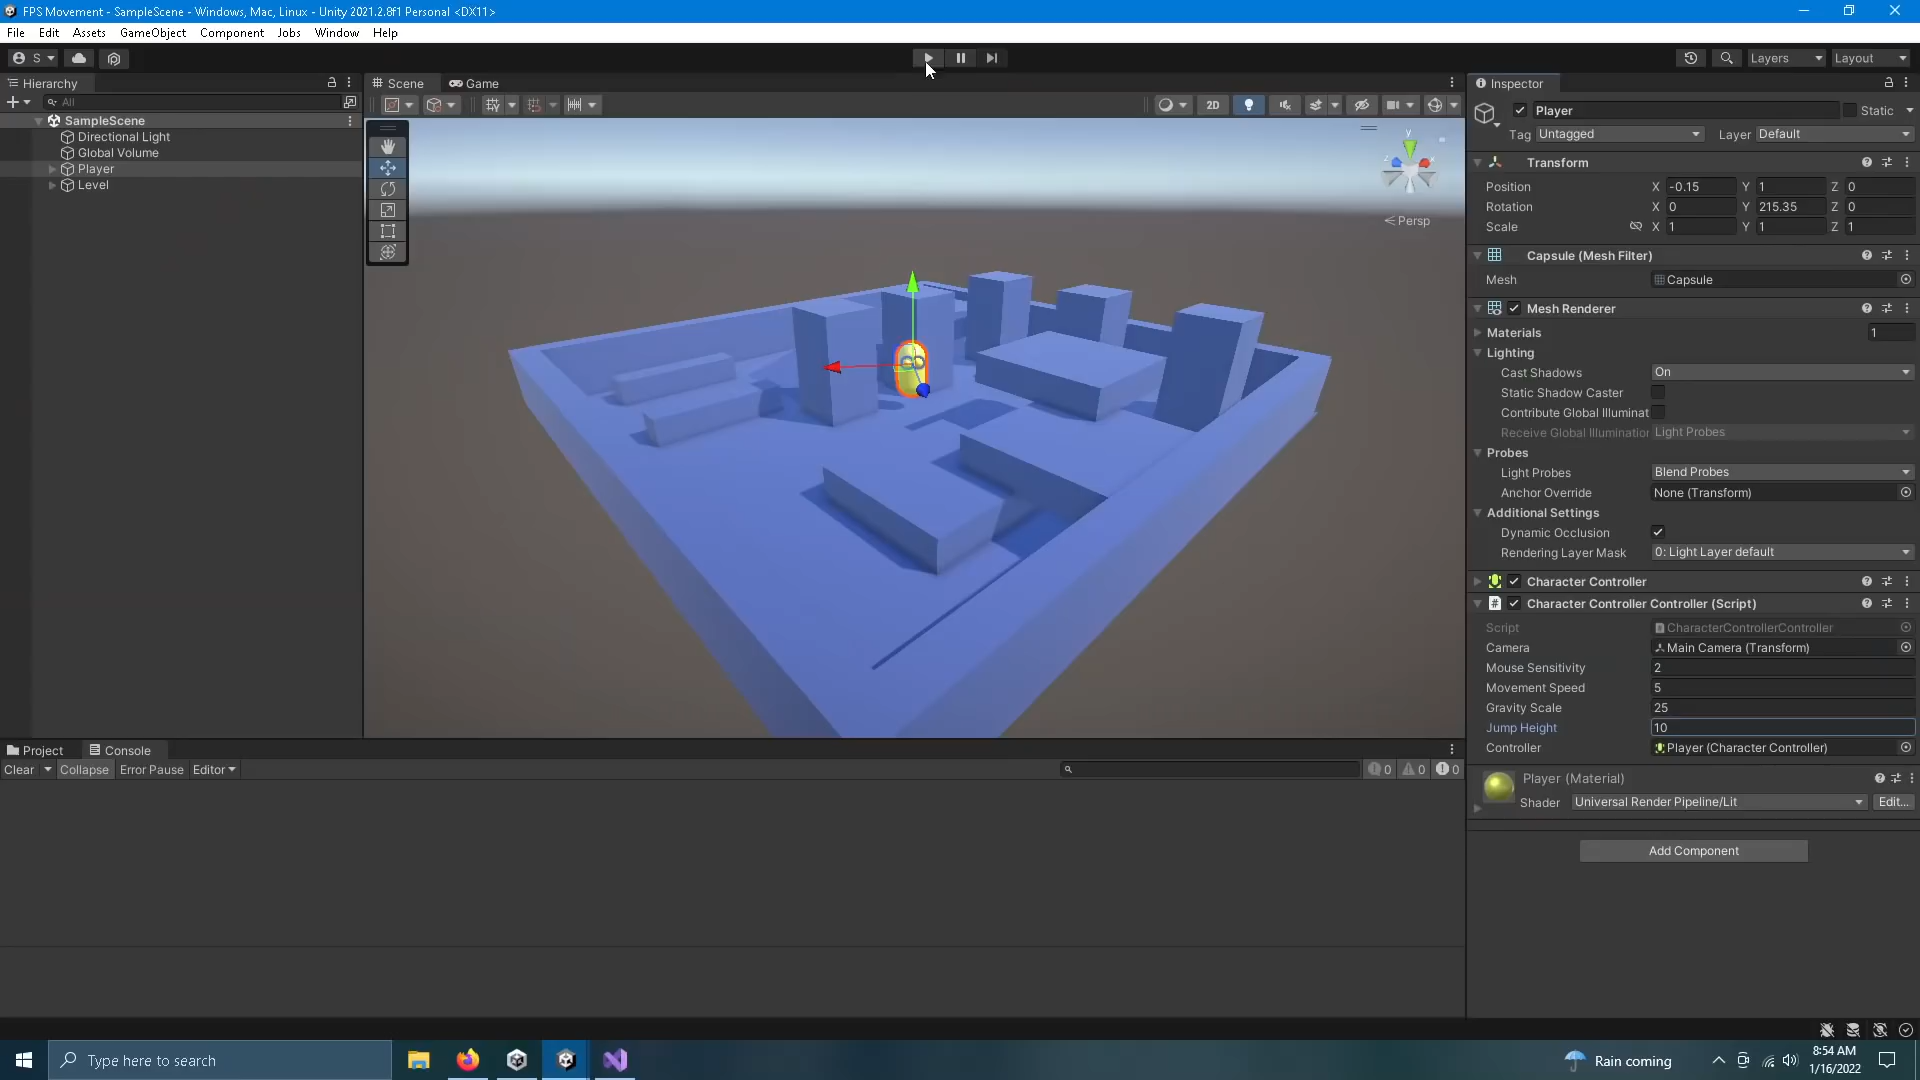 FPS Movement - SampleScene - Windows, Mac, Linux - Unity 2021.2.8f1 Personal <DX11>
File Edit Assets GameObject Component Jobs Window Help
S Layers Layout
Hierarchy Scene Game Inspector
All 2D
SampleScene
Directional Light
Global Volume
Player
Level
y
x
z
Persp
Player Static
Tag Untagged Layer Default
Transform
Position X -0.15 Y 1 Z 0
Rotation X 0 Y 215.35 Z 0
Scale X 1 Y 1 Z 1
Capsule (Mesh Filter)
Mesh Capsule
Mesh Renderer
Materials 1
Lighting
Cast Shadows On
Static Shadow Caster
Contribute Global Illuminat
Receive Global Illumination Light Probes
Probes
Light Probes Blend Probes
Anchor Override None (Transform)
Additional Settings
Dynamic Occlusion
Rendering Layer Mask 0: Light Layer default
Character Controller
# Character Controller Controller (Script)
Script CharacterControllerController
Camera Main Camera (Transform)
Mouse Sensitivity 2
Movement Speed 5
Gravity Scale 25
Jump Height 10
Controller Player (Character Controller)
Player (Material)
Shader Universal Render Pipeline/Lit Edit...
Add Component
Project Console
Clear Collapse Error Pause Editor 0 0 0
Type here to search
Rain coming
8:54 AM
1/16/2022